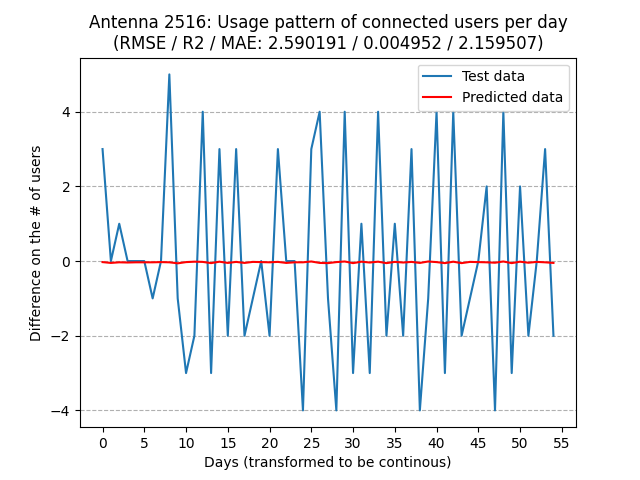 Antenna 2516: Usage pattern of connected users per day
(RMSE / R2 / MAE: 2.590191 / 0.004952 / 2.159507)
Test data
Predicted data
4
2
0
−2
−4
Difference on the # of users
0 5 10 15 20 25 30 35 40 45 50 55
Days (transformed to be continous)